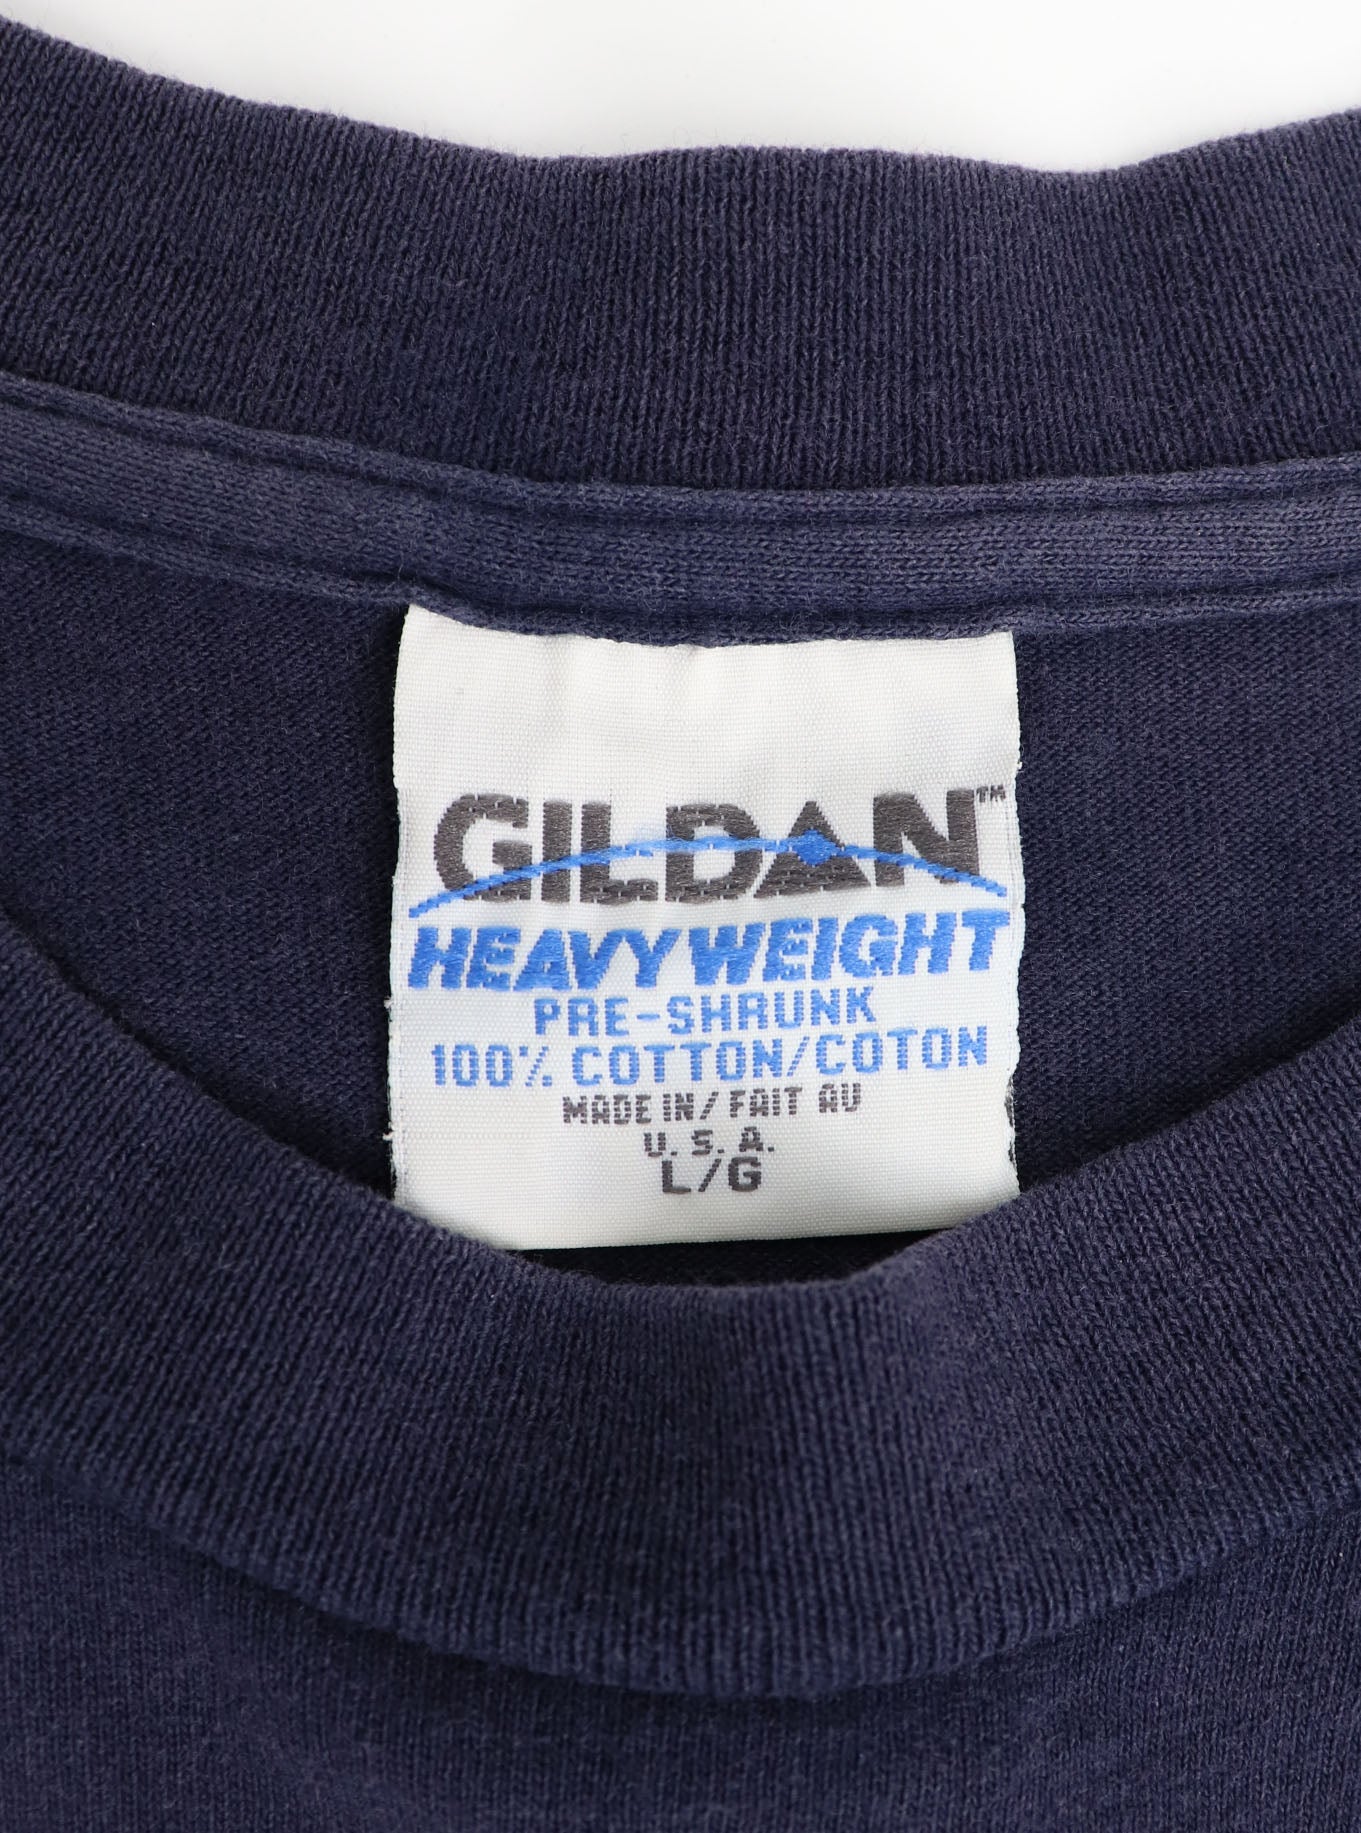 GILDAN™
HEAVYWEIGHT
PRE-SHRUNK
100% COTTON/COTON
MADE IN/FAIT AU
U.S.A.
L/G